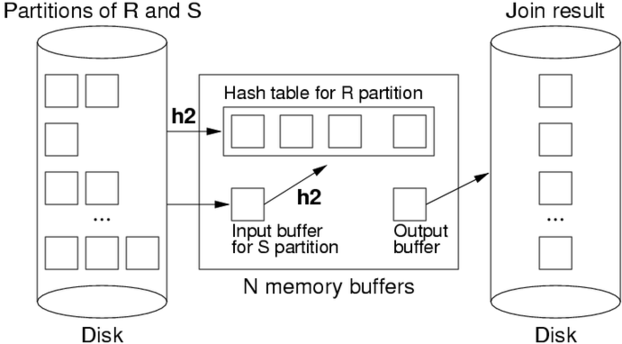 Partitions of R and S
Join result
Hash table for R partition
h2
h2
...
...
Input buffer
for S partition
Output
buffer
N memory buffers
Disk
Disk